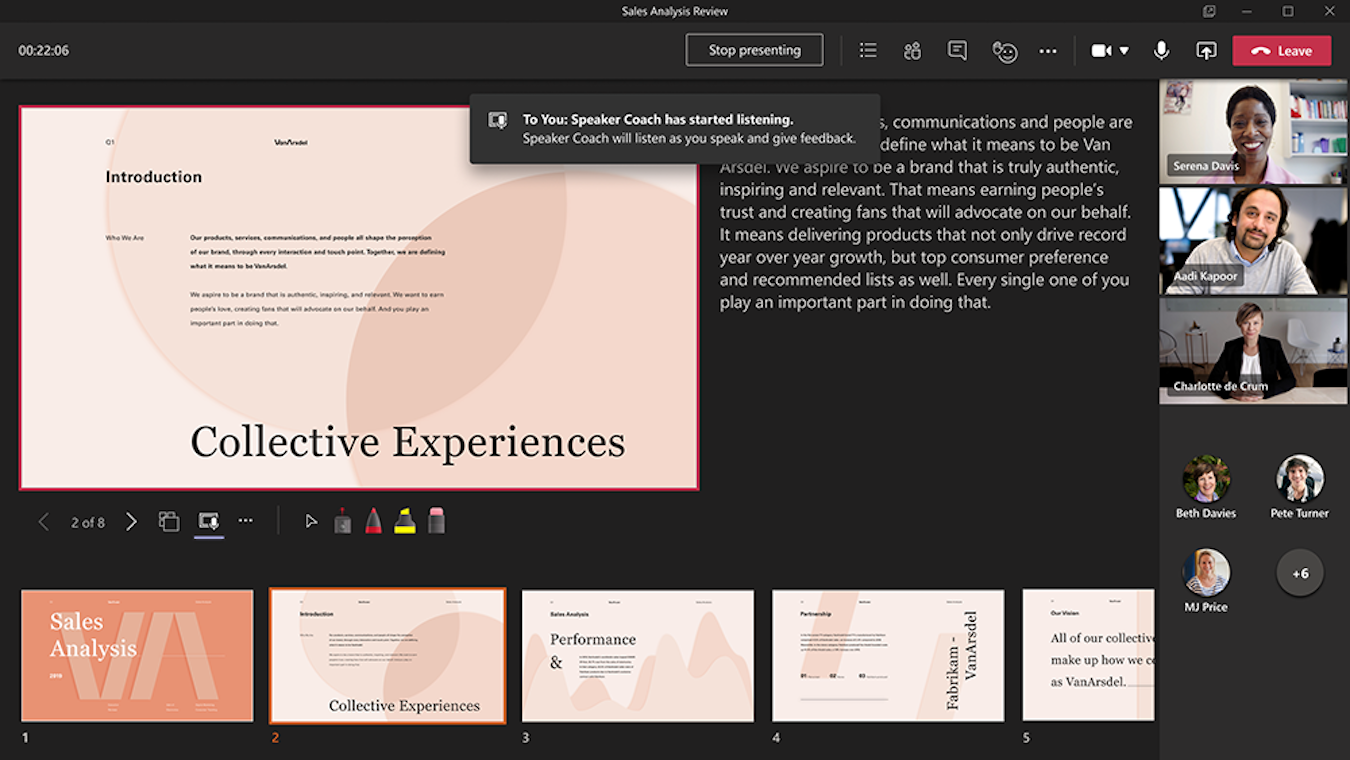 Sales Analysis Review
00:22:06
Stop presenting
Leave
To You: Speaker Coach has started listening.
Speaker Coach will listen as you speak and give feedback.
, communications and people are
define what it means to be Van
Arsdel. We aspire to be a brand that is truly authentic,
inspiring and relevant. That means earning people's
trust and creating fans that will advocate on our behalf.
It means delivering products that not only drive record
year over year growth, but top consumer preference
and recommended lists as well. Every single one of you
play an important part in doing that.
VanArsdel
Introduction
Who We Are
Our products, services, communications, and people all shape the perception
of our brand, through every interaction and touch point. Together, we are defining
what it means to be VanArsdel.
We aspire to be a brand that is authentic, inspiring, and relevant. We want to earn
people's love, creating fans that will advocate on our behalf. And you play an
important part in doing that.
Collective Experiences
Serena Davis
Aadi Kapoor
Charlotte de Crum
Beth Davies
Pete Turner
MJ Price
+6
2 of 8
Sales
Analysis
2019
1
Introduction
Collective Experiences
2
Sales Analysis
Performance
&
3
Partnership
01
02
03
Fabrikam -
VanArsdel
4
Our Vision
All of our collective
make up how we co
as VanArsdel.
5